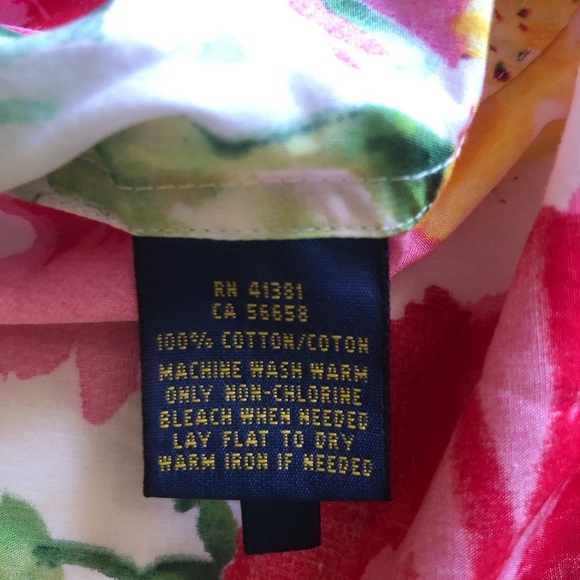 RN 41381
CA 56658
100% COTTON/COTON
MACHINE WASH WARM
ONLY NON-CHLORINE
BLEACH WHEN NEEDED
LAY FLAT TO DRY
WARM IRON IF NEEDED